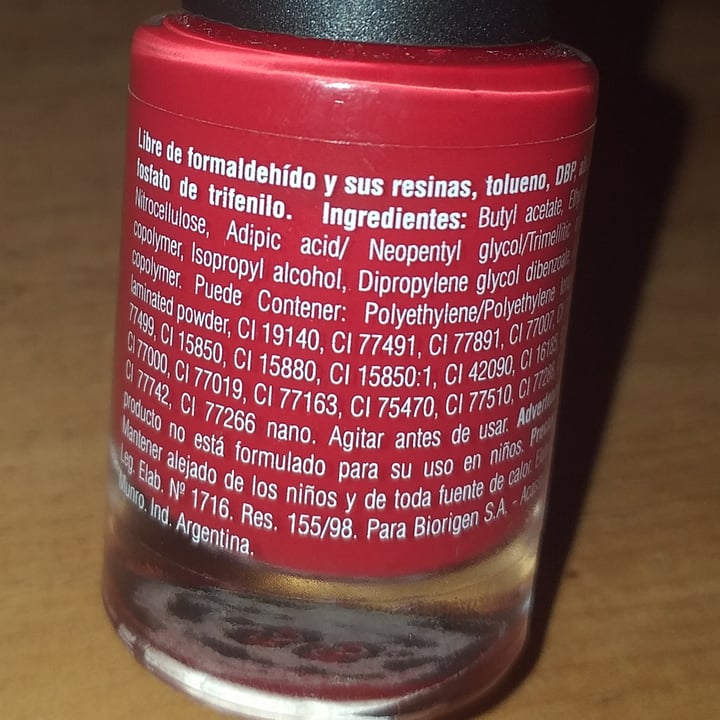 Libre de formaldehído y sus resinas, tolueno, DBP,
fosfato de trifenilo. Ingredientes: Butyl acetate,
Nitrocellulose, Adipic acid/ Neopentyl glycol/Trimellitic
copolymer, Isopropyl alcohol, Dipropylene glycol dibenzoate,
copolymer. Puede Contener: Polyethylene/Polyethylene
laminated powder, CI 19140, CI 77491, CI 77891, CI 77007,
77499, CI 15850, CI 15880, CI 15850:1, CI 42090, CI
CI 77000, CI 77019, CI 77163, CI 75470, CI 77510, CI
CI 77742, CI 77266 nano. Agitar antes de usar.
producto no está formulado para su uso en niños.
Mantener alejado de los niños y de toda fuente de calor.
Leg. Elab. Nº 1716. Res. 155/98. Para Biorigen S.A. -
Munro. Ind. Argentina.